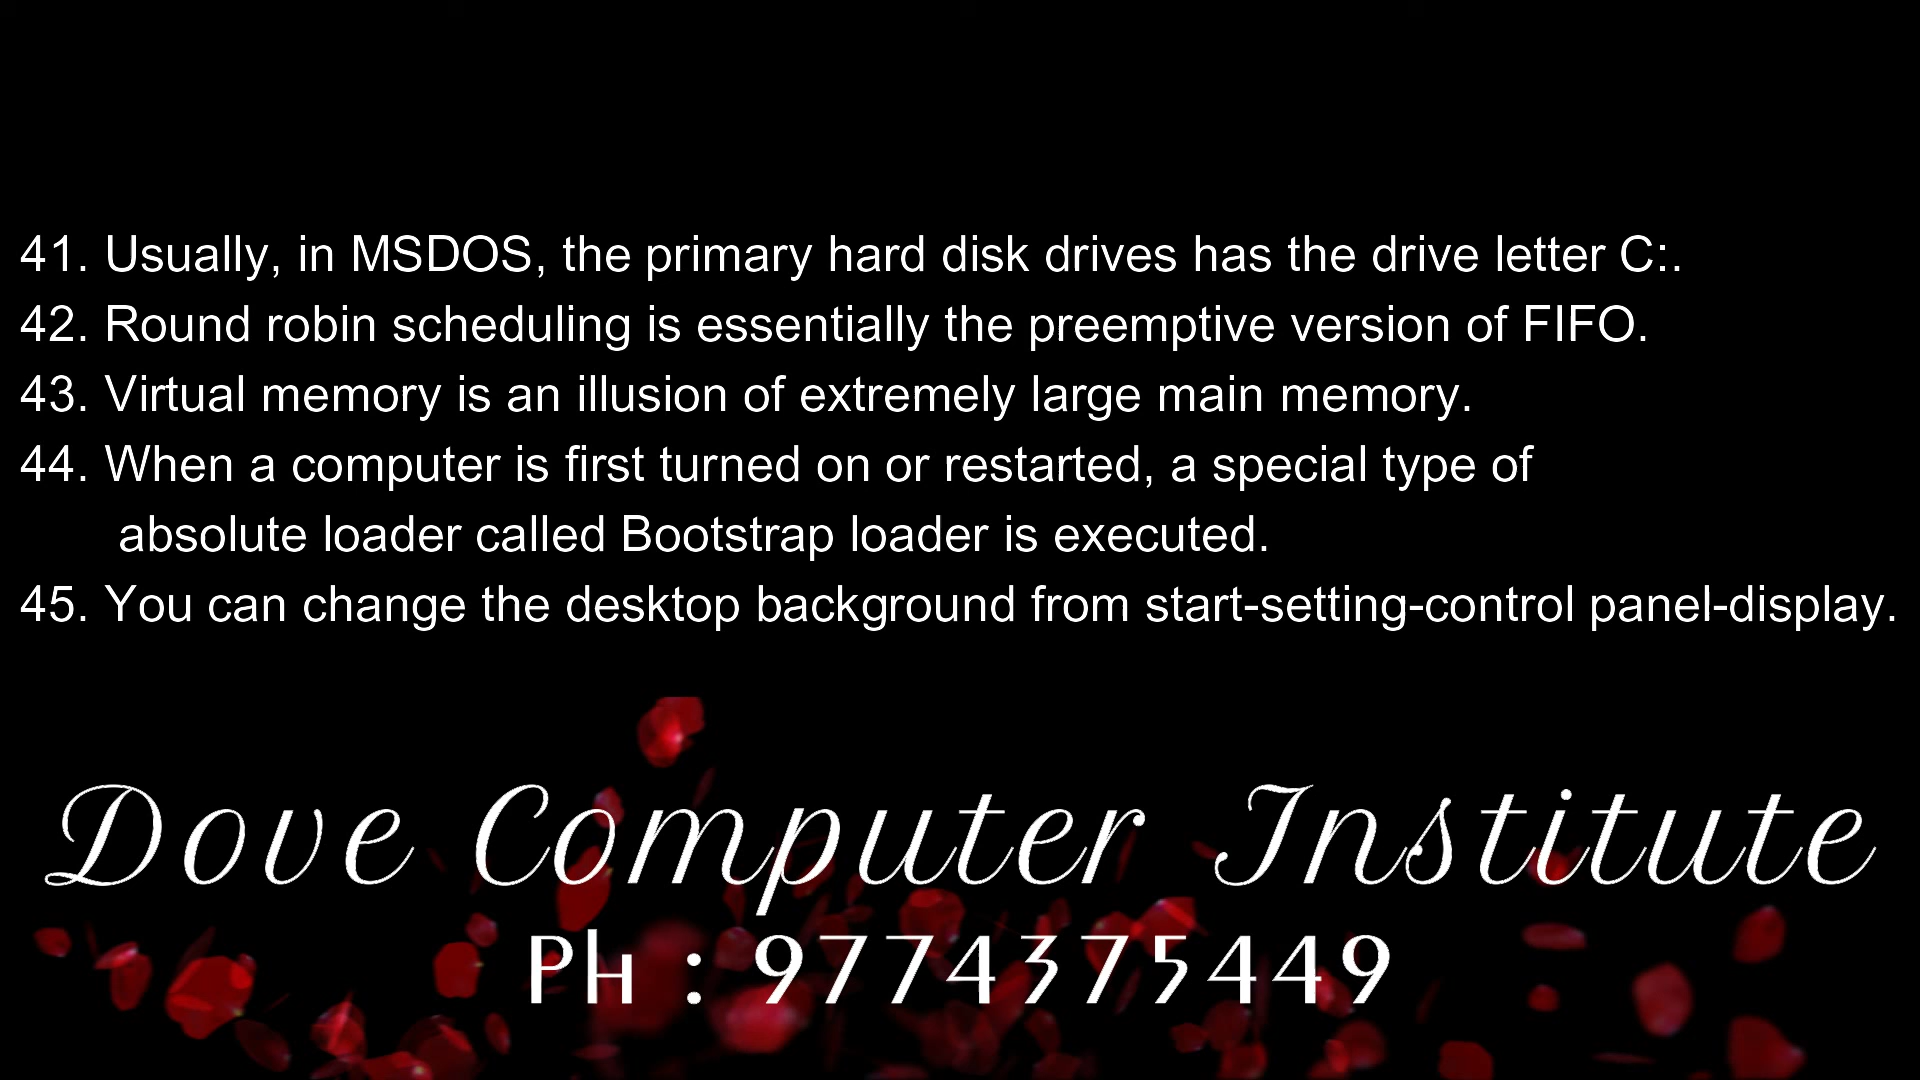 41. Usually, in MSDOS, the primary hard disk drives has the drive letter C:.
42. Round robin scheduling is essentially the preemptive version of FIFO.
43. Virtual memory is an illusion of extremely large main memory.
44. When a computer is first turned on or restarted, a special type of
absolute loader called Bootstrap loader is executed.
45. You can change the desktop background from start-setting-control panel-display.
Dove Computer Institute
Ph : 9774375449